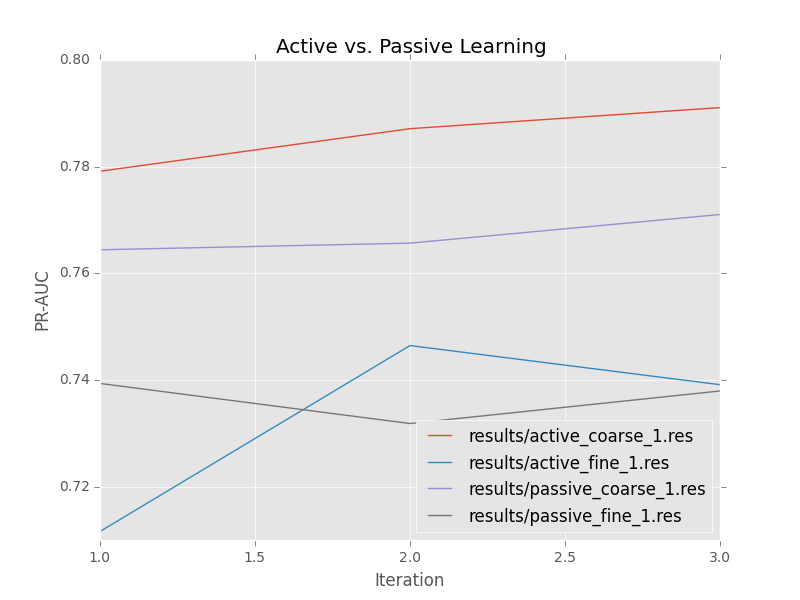 Active vs. Passive Learning
0.80
0.78
0.76
0.74
0.72
PR-AUC
results/active_coarse_1.res
results/active_fine_1.res
results/passive_coarse_1.res
results/passive_fine_1.res
1.0 1.5 2.0 2.5 3.0
Iteration